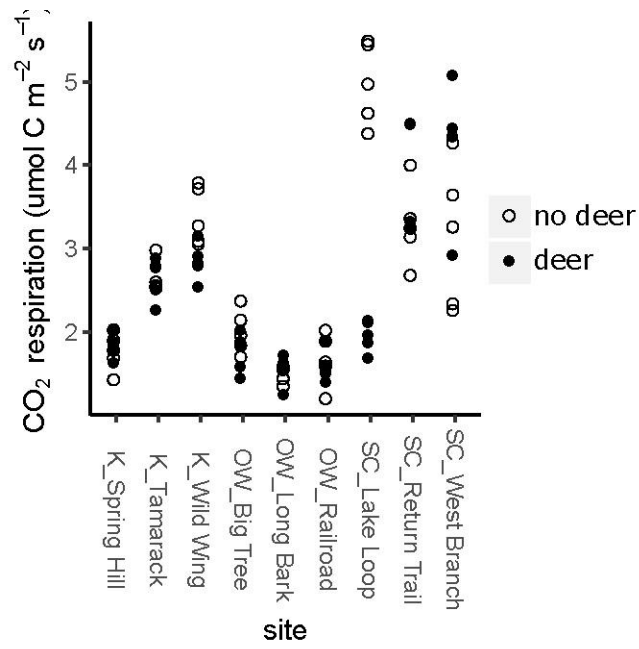 CO₂ respiration (umol C m⁻² s⁻¹)
5
4
3
2
no deer
deer
K_Spring Hill
K_Tamarack
K_Wild Wing
OW_Big Tree
OW_Long Bark
OW_Railroad
SC_Lake Loop
SC_Return Trail
SC_West Branch
site